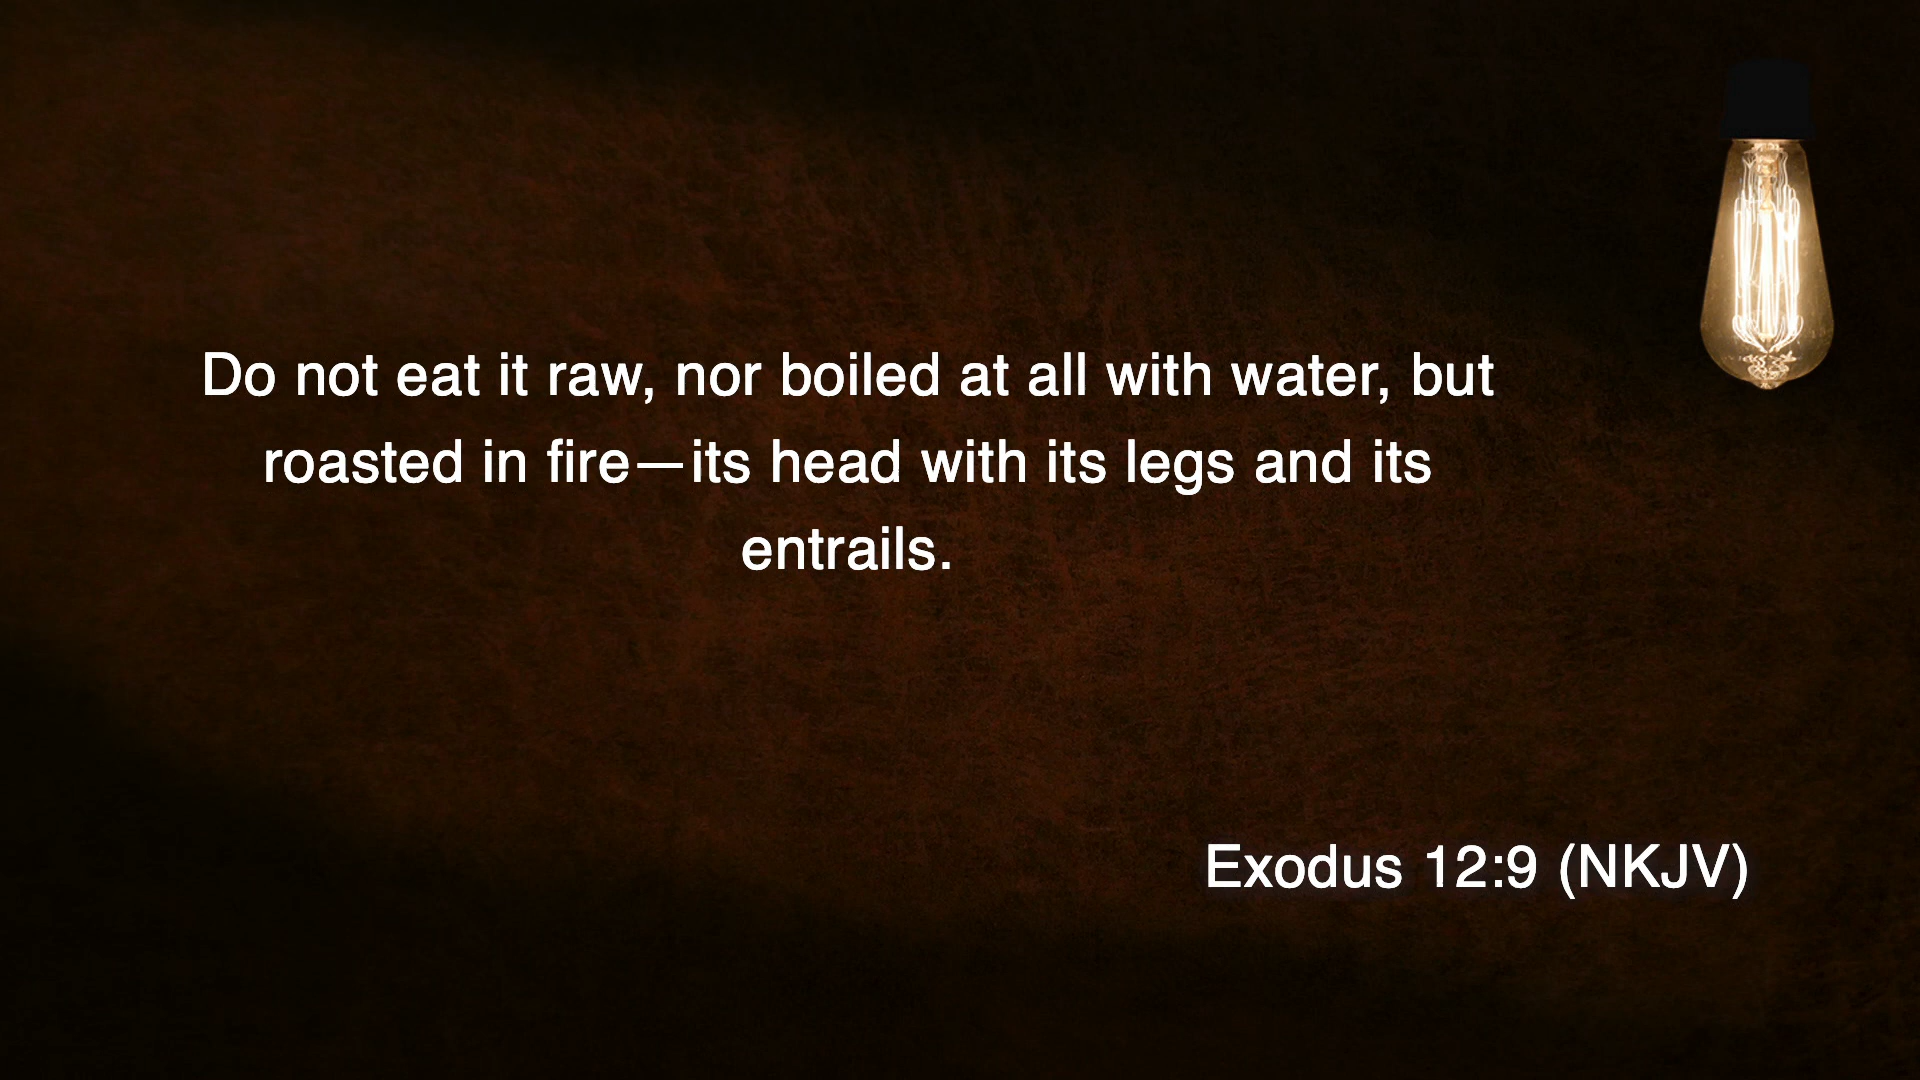 Do not eat it raw, nor boiled at all with water, but
roasted in fire—its head with its legs and its
entrails.
Exodus 12:9 (NKJV)